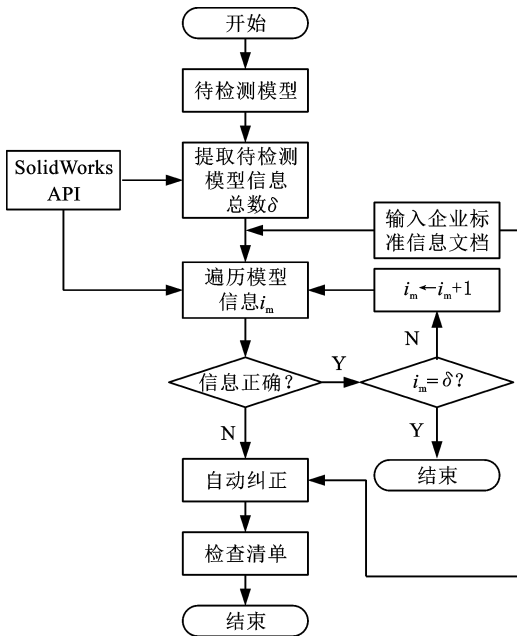 开始
待检测模型
SolidWorks
API
提取待检测
模型信息
总数δ
输入企业标
准信息文档
遍历模型
信息iₘ
iₘ←iₘ+1
N
信息正确？
Y
iₘ=δ？
N
Y
自动纠正
结束
检查清单
结束